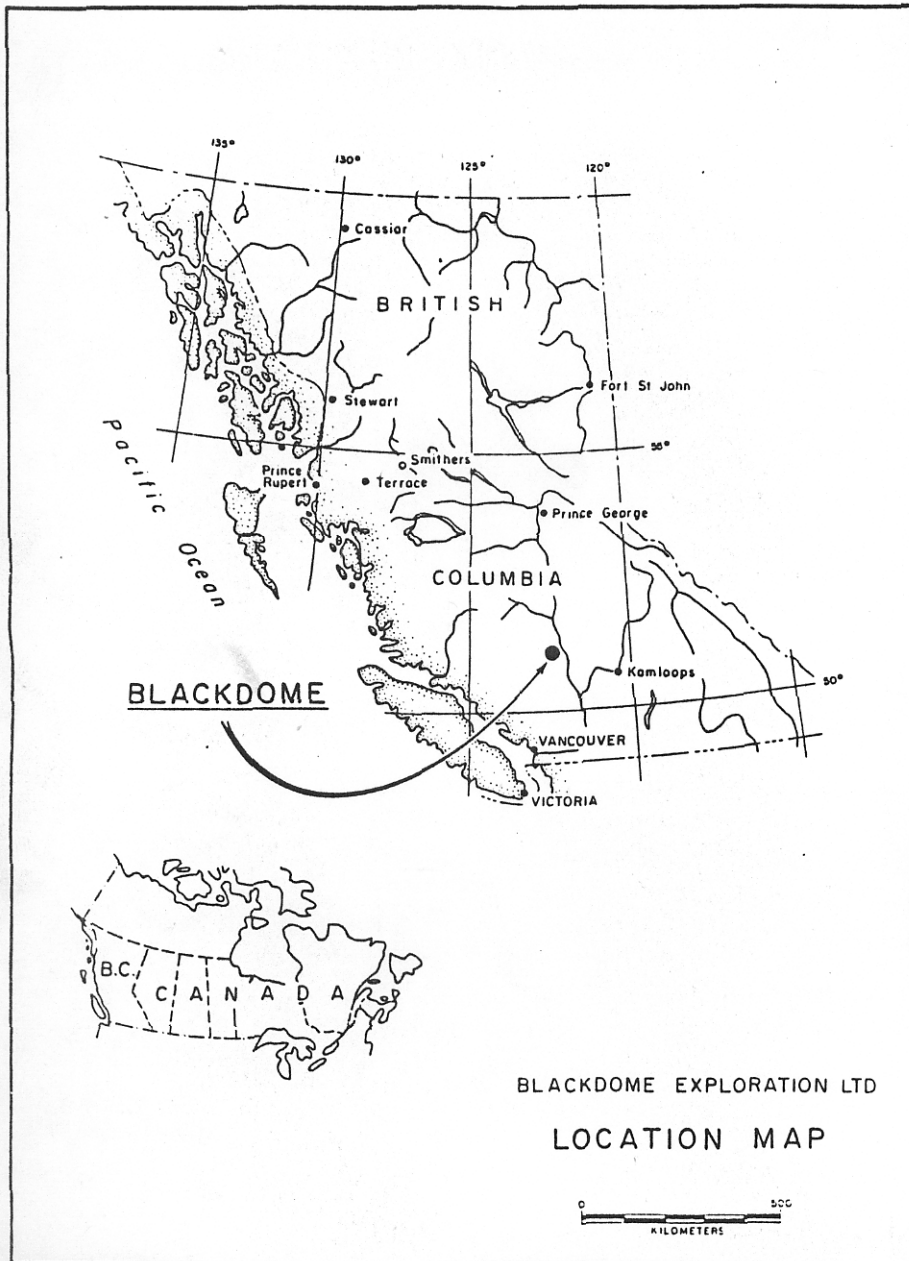 135°
130°
125°
120°
Cassiar
BRITISH
Fort St John
Stewart
55°
Smithers
Prince
Rupert
Terrace
Pacific
Ocean
Prince George
COLUMBIA
Kamloops
50°
BLACKDOME
VANCOUVER
VICTORIA
B.C.
CANADA
BLACKDOME EXPLORATION LTD
LOCATION MAP
0 500
KILOMETERS